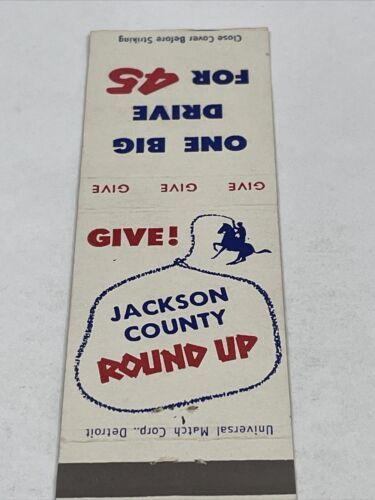 Close Cover Before Striking
ONE BIG
DRIVE
FOR 45
GIVE GIVE GIVE
GIVE!
JACKSON
COUNTY
ROUND UP
Universal Match Corp., Detroit